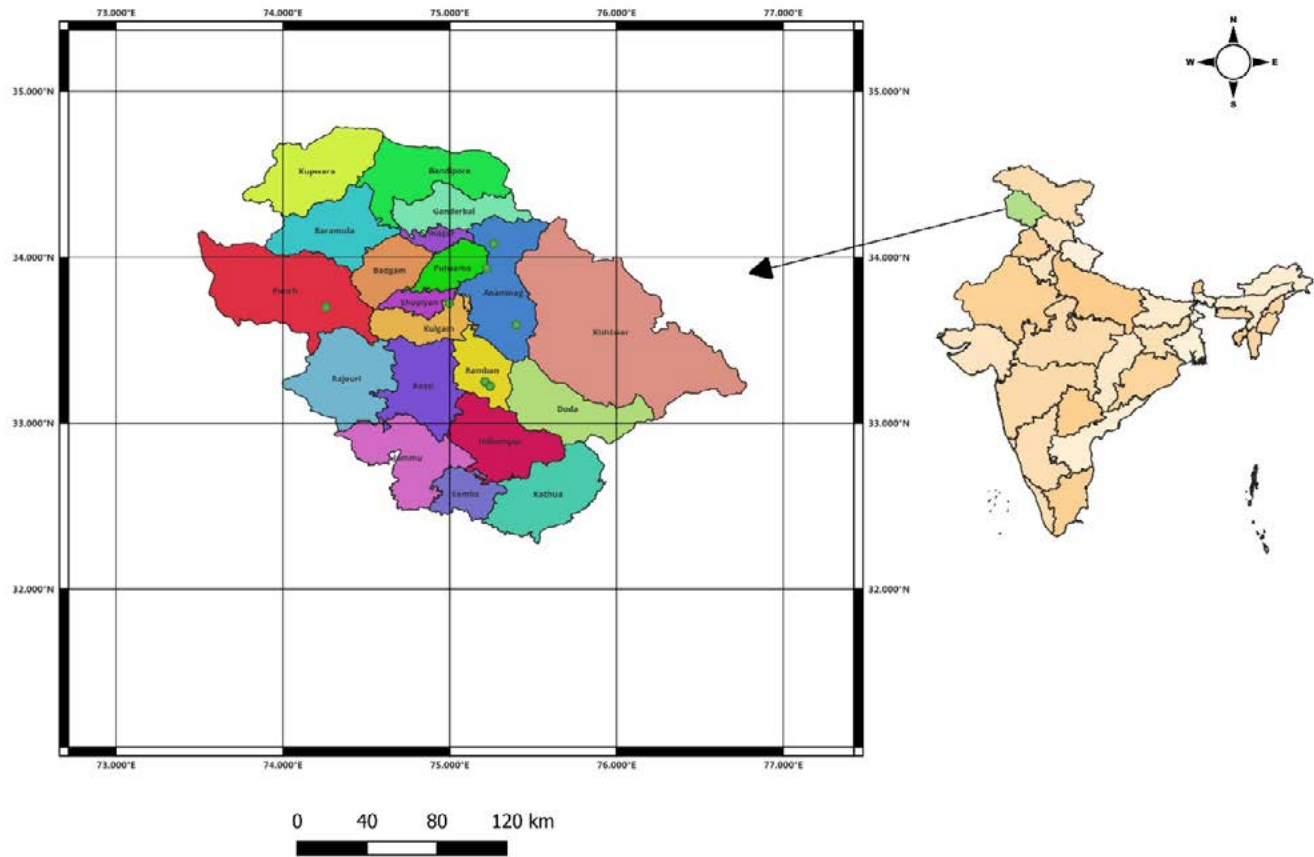 73.000°E 74.000°E 75.000°E 76.000°E 77.000°E
N
W E
S
35.000°N 35.000°N
Kupwara
Bandipora
Ganderbal
Baramula
34.000°N 34.000°N
Badgam
Pulwama
Punch
Anantnag
Shupiyan
Kulgam
Kishtwar
Ramban
Rajouri
Reasi
Doda
33.000°N 33.000°N
Udhampur
Jammu
Samba
Kathua
32.000°N 32.000°N
73.000°E 74.000°E 75.000°E 76.000°E 77.000°E
0 40 80 120 km